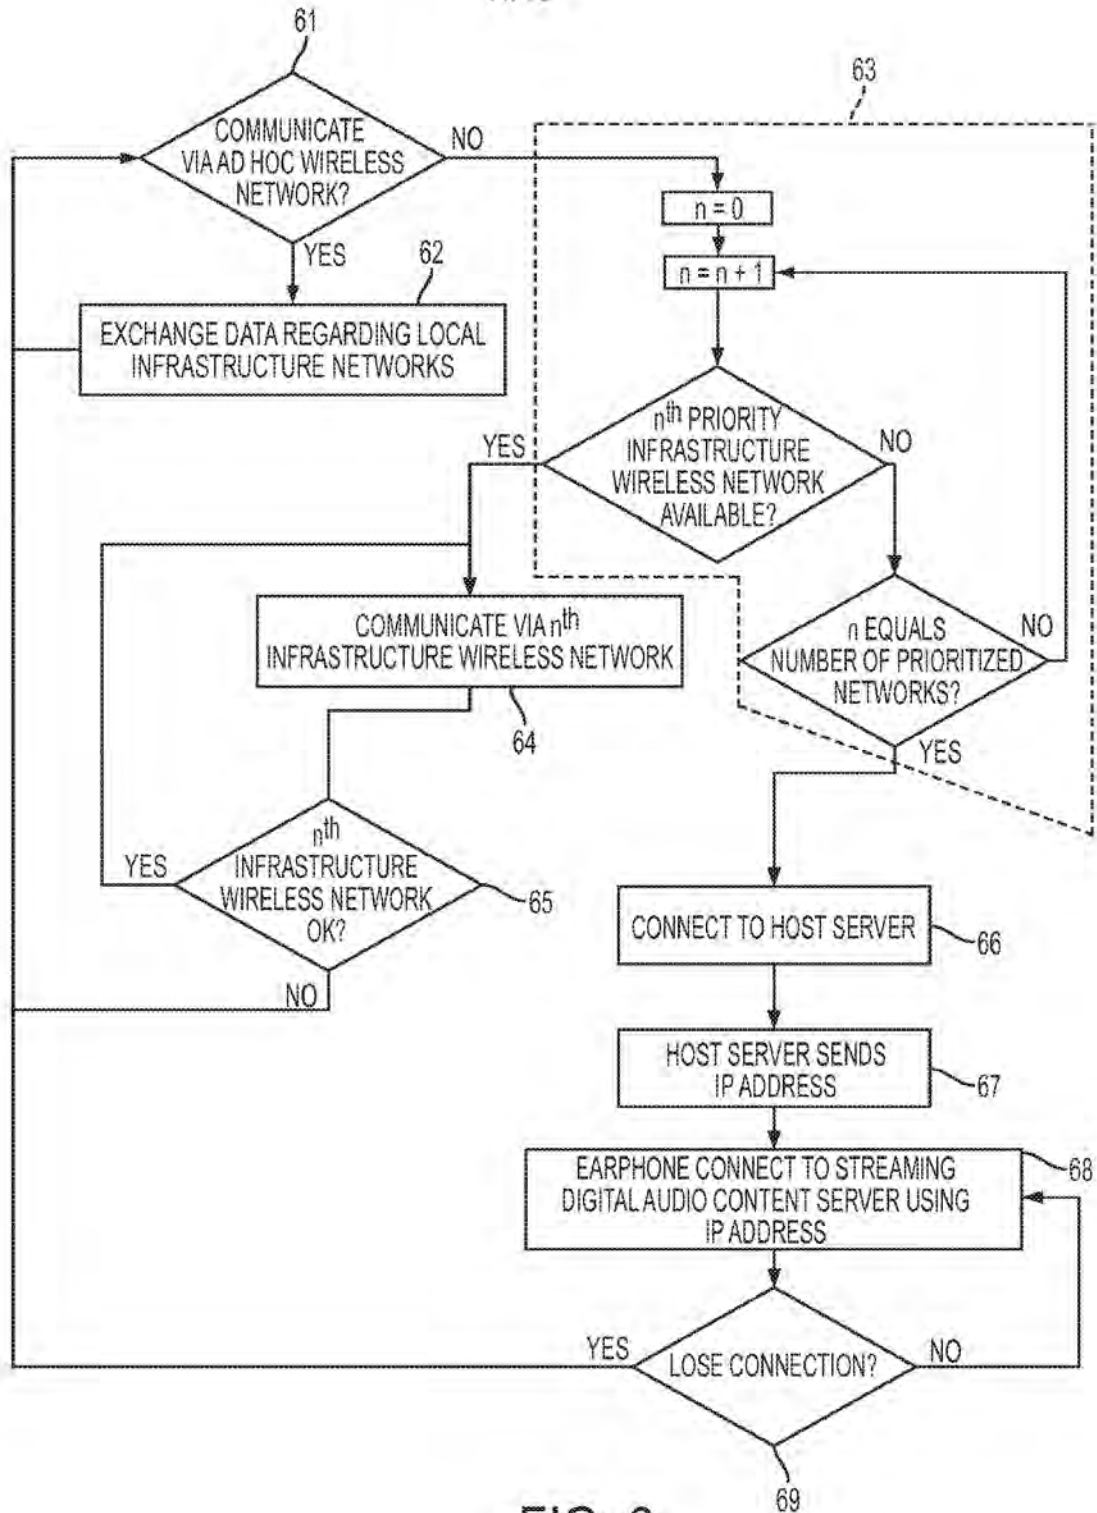 61
COMMUNICATE
VIA AD HOC WIRELESS
NETWORK?
NO
YES
63
n = 0
n = n + 1
62
EXCHANGE DATA REGARDING LOCAL
INFRASTRUCTURE NETWORKS
nth PRIORITY
INFRASTRUCTURE
WIRELESS NETWORK
AVAILABLE?
YES
NO
COMMUNICATE VIA nth
INFRASTRUCTURE WIRELESS NETWORK
64
n EQUALS
NUMBER OF PRIORITIZED
NETWORKS?
NO
YES
nth
INFRASTRUCTURE
WIRELESS NETWORK
OK?
YES
65
NO
CONNECT TO HOST SERVER
66
HOST SERVER SENDS
IP ADDRESS
67
EARPHONE CONNECT TO STREAMING
DIGITAL AUDIO CONTENT SERVER USING
IP ADDRESS
68
LOSE CONNECTION?
YES
NO
69